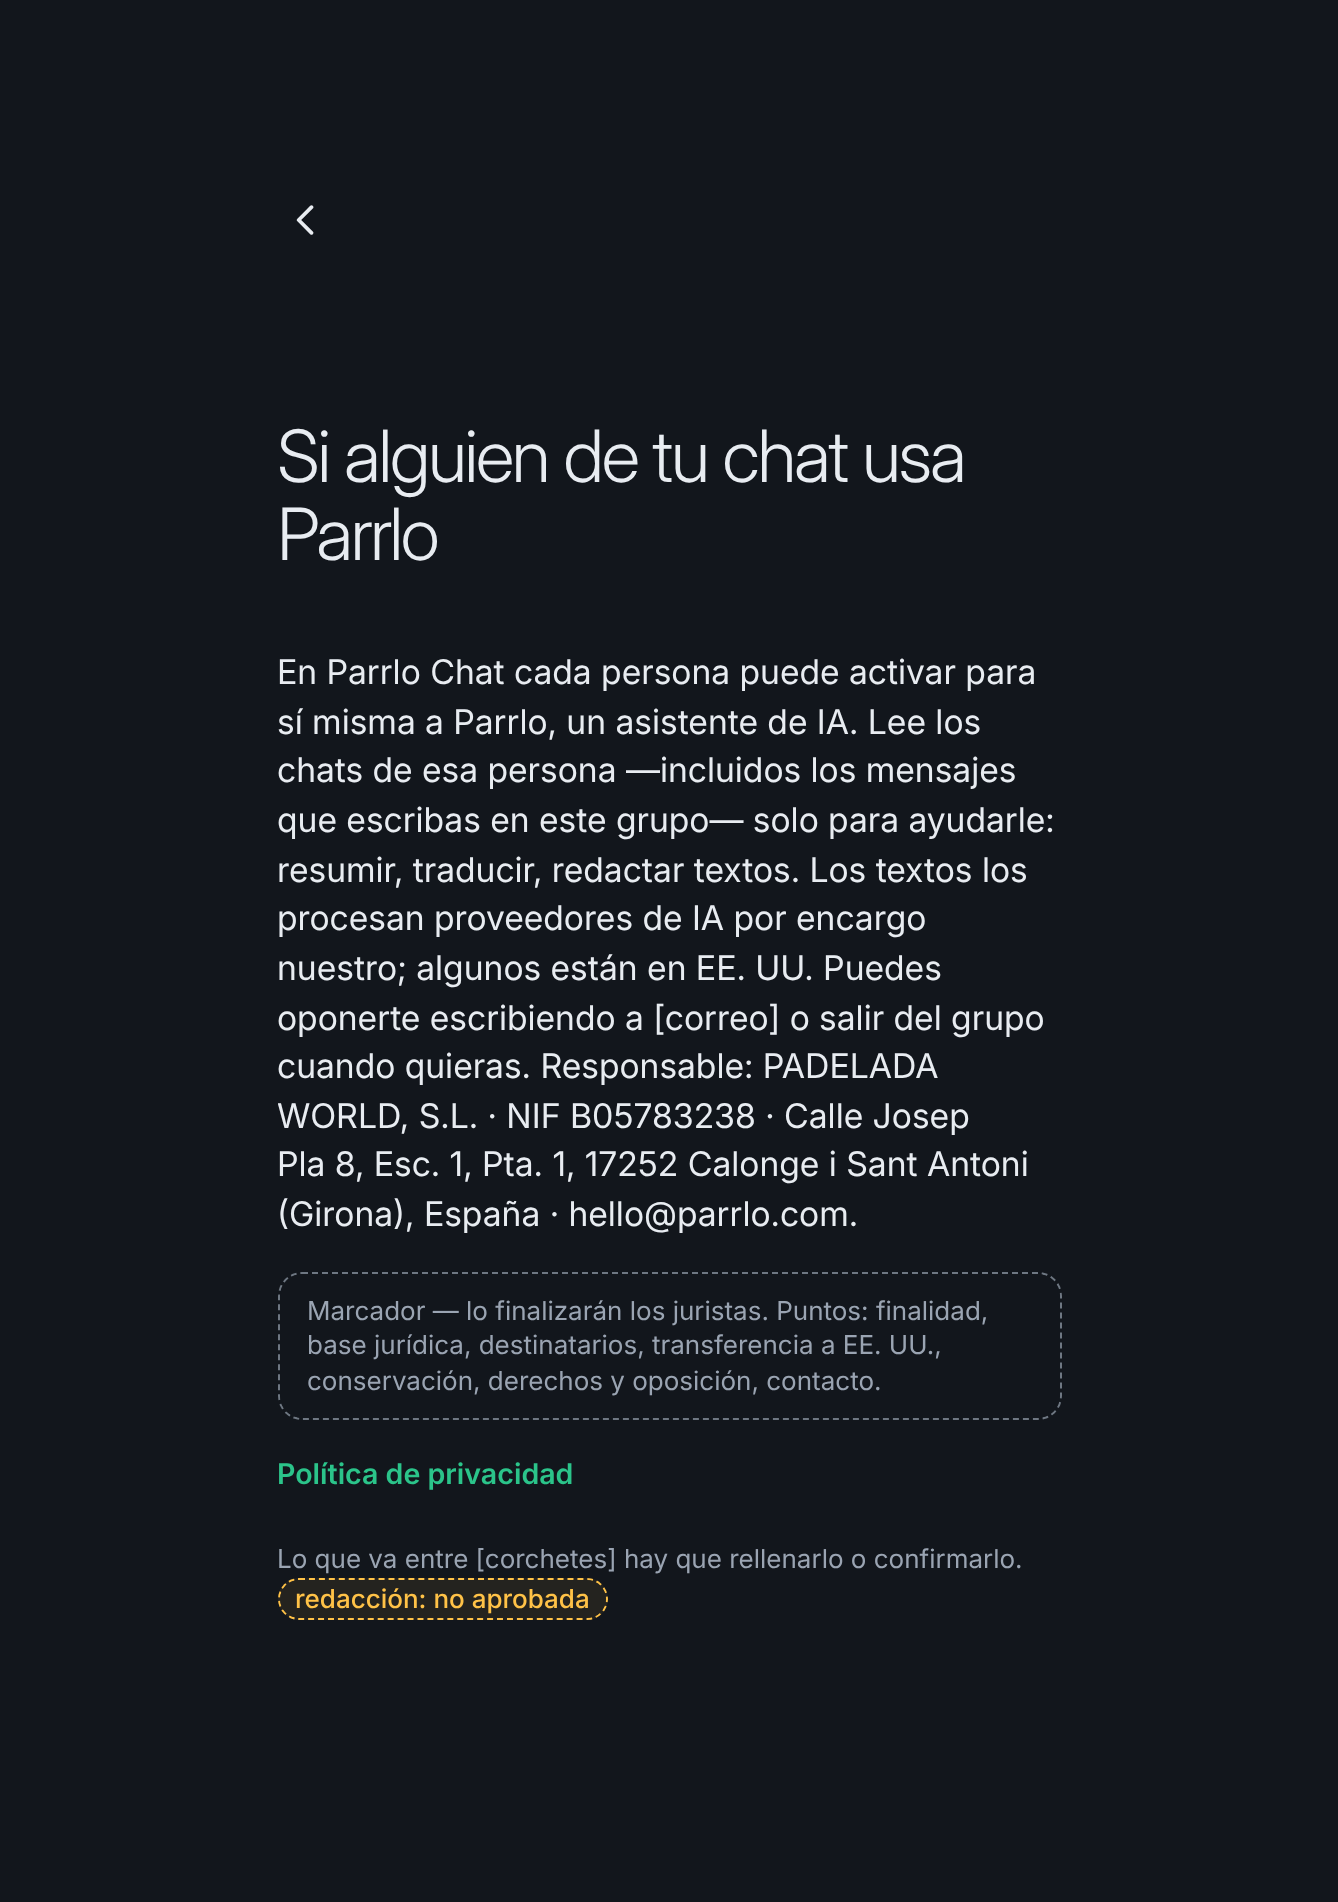 Si alguien de tu chat usa
Parrlo
En Parrlo Chat cada persona puede activar para
sí misma a Parrlo, un asistente de IA. Lee los
chats de esa persona —incluidos los mensajes
que escribas en este grupo— solo para ayudarle:
resumir, traducir, redactar textos. Los textos los
procesan proveedores de IA por encargo
nuestro; algunos están en EE. UU. Puedes
oponerte escribiendo a [correo] o salir del grupo
cuando quieras. Responsable: PADELADA
WORLD, S.L. · NIF B05783238 · Calle Josep
Pla 8, Esc. 1, Pta. 1, 17252 Calonge i Sant Antoni
(Girona), España · hello@parrlo.com.
Marcador — lo finalizarán los juristas. Puntos: finalidad,
base jurídica, destinatarios, transferencia a EE. UU.,
conservación, derechos y oposición, contacto.
Política de privacidad
Lo que va entre [corchetes] hay que rellenarlo o confirmarlo.
redacción: no aprobada